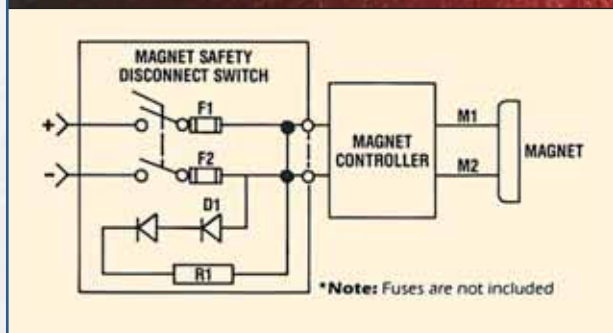 MAGNET SAFETY
DISCONNECT SWITCH
F1
+
F2
-
D1
R1
MAGNET
CONTROLLER
M1
M2
MAGNET
*Note: Fuses are not included